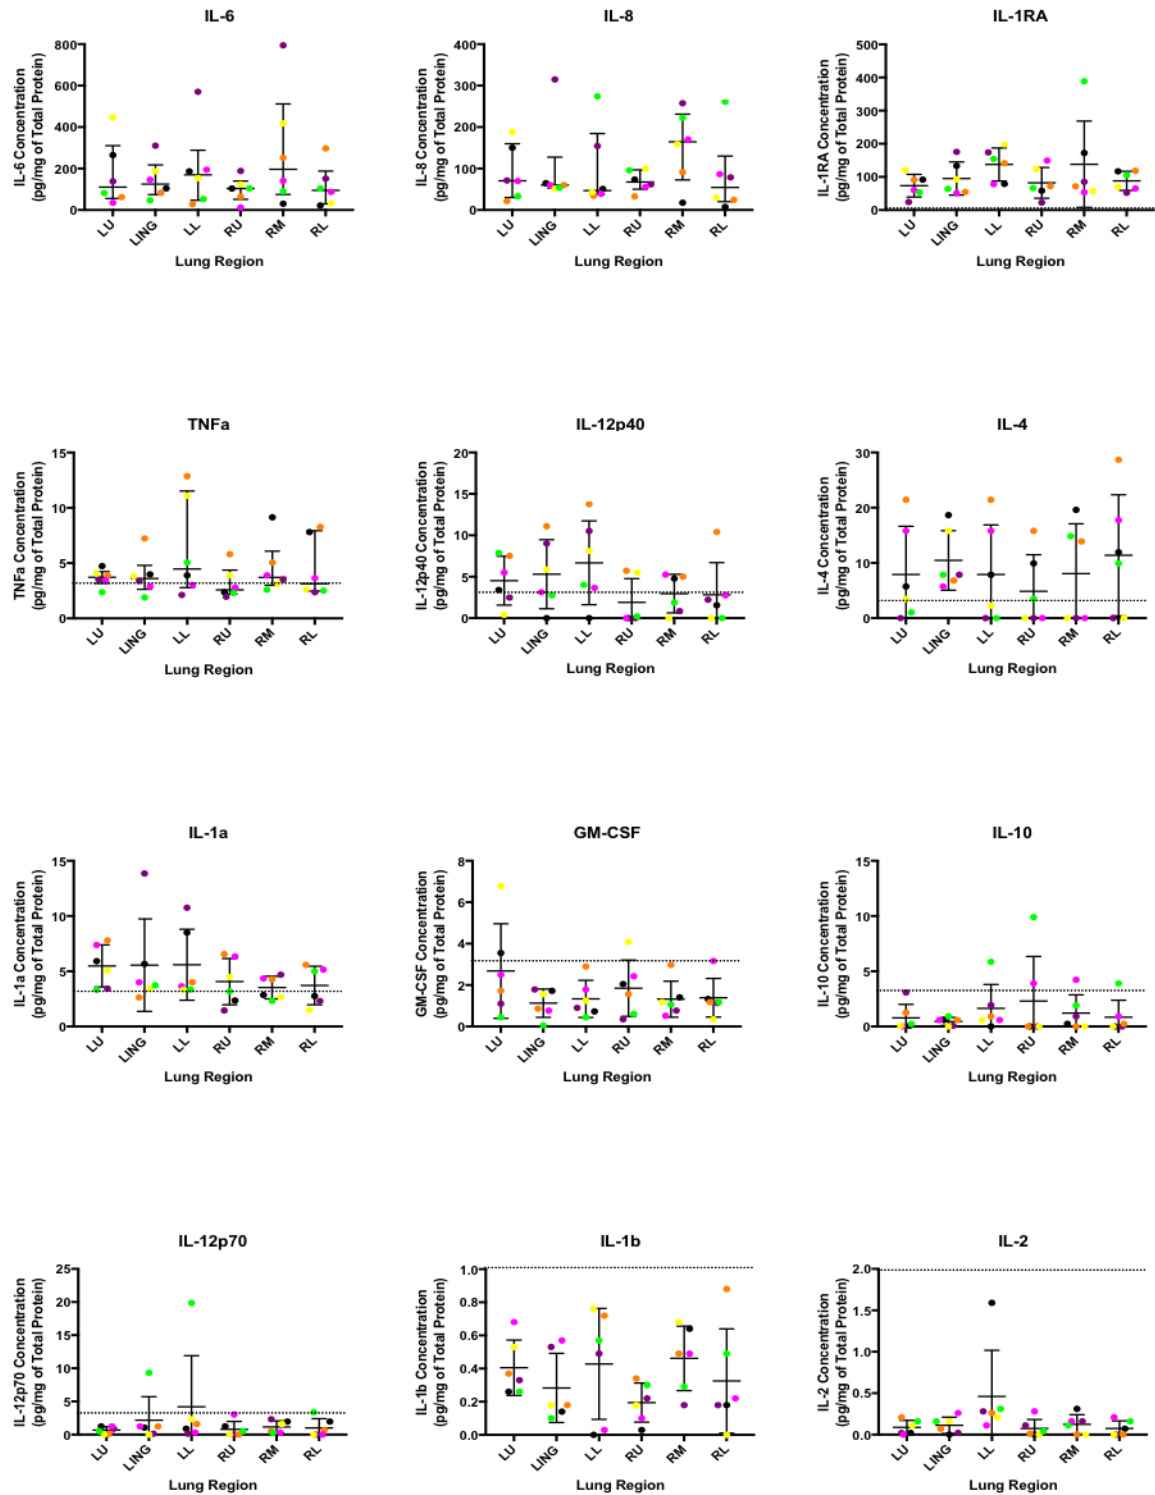 IL-6
IL-6 Concentration
(pg/mg of Total Protein)
800
600
400
200
0
LU
LING
LL
RU
RM
RL
Lung Region
IL-8
IL-8 Concentration
(pg/mg of Total Protein)
400
300
200
100
0
LU
LING
LL
RU
RM
RL
Lung Region
IL-1RA
IL-1RA Concentration
(pg/mg of Total Protein)
500
400
300
200
100
0
LU
LING
LL
RU
RM
RL
Lung Region
TNFa
TNFa Concentration
(pg/mg of Total Protein)
15
10
5
0
LU
LING
LL
RU
RM
RL
Lung Region
IL-12p40
IL-12p40 Concentration
(pg/mg of Total Protein)
20
15
10
5
0
LU
LING
LL
RU
RM
RL
Lung Region
IL-4
IL-4 Concentration
(pg/mg of Total Protein)
30
20
10
0
LU
LING
LL
RU
RM
RL
Lung Region
IL-1a
IL-1a Concentration
(pg/mg of Total Protein)
15
10
5
0
LU
LING
LL
RU
RM
RL
Lung Region
GM-CSF
GM-CSF Concentration
(pg/mg of Total Protein)
8
6
4
2
0
LU
LING
LL
RU
RM
RL
Lung Region
IL-10
IL-10 Concentration
(pg/mg of Total Protein)
15
10
5
0
LU
LING
LL
RU
RM
RL
Lung Region
IL-12p70
IL-12p70 Concentration
(pg/mg of Total Protein)
25
20
15
10
5
0
LU
LING
LL
RU
RM
RL
Lung Region
IL-1b
IL-1b Concentration
(pg/mg of Total Protein)
1.0
0.8
0.6
0.4
0.2
0.0
LU
LING
LL
RU
RM
RL
Lung Region
IL-2
IL-2 Concentration
(pg/mg of Total Protein)
2.0
1.5
1.0
0.5
0.0
LU
LING
LL
RU
RM
RL
Lung Region